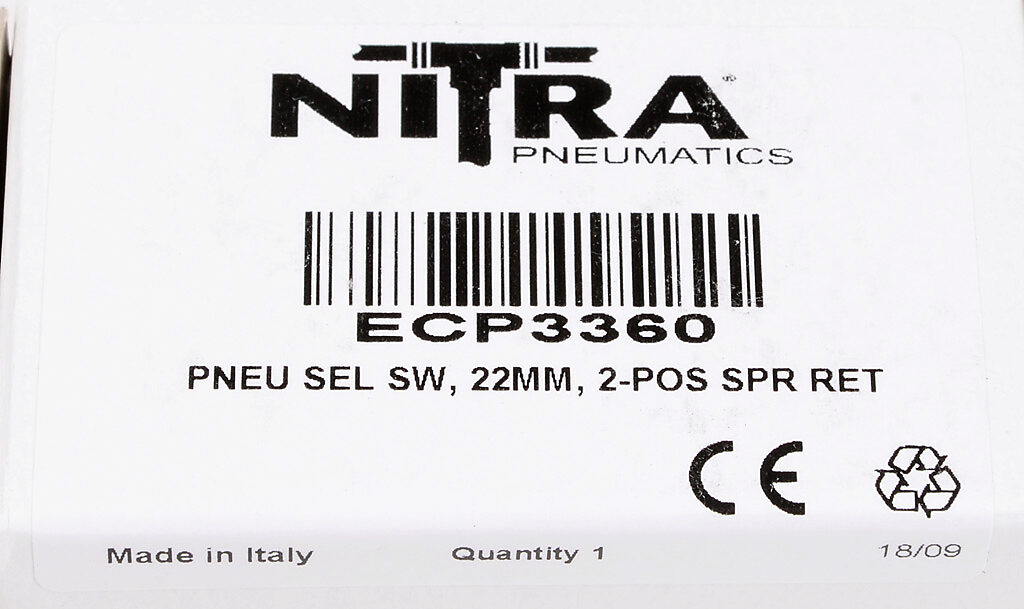 NITRA®
PNEUMATICS
ECP3360
PNEU SEL SW, 22MM, 2-POS SPR RET
CE
Made in Italy Quantity 1 18/09